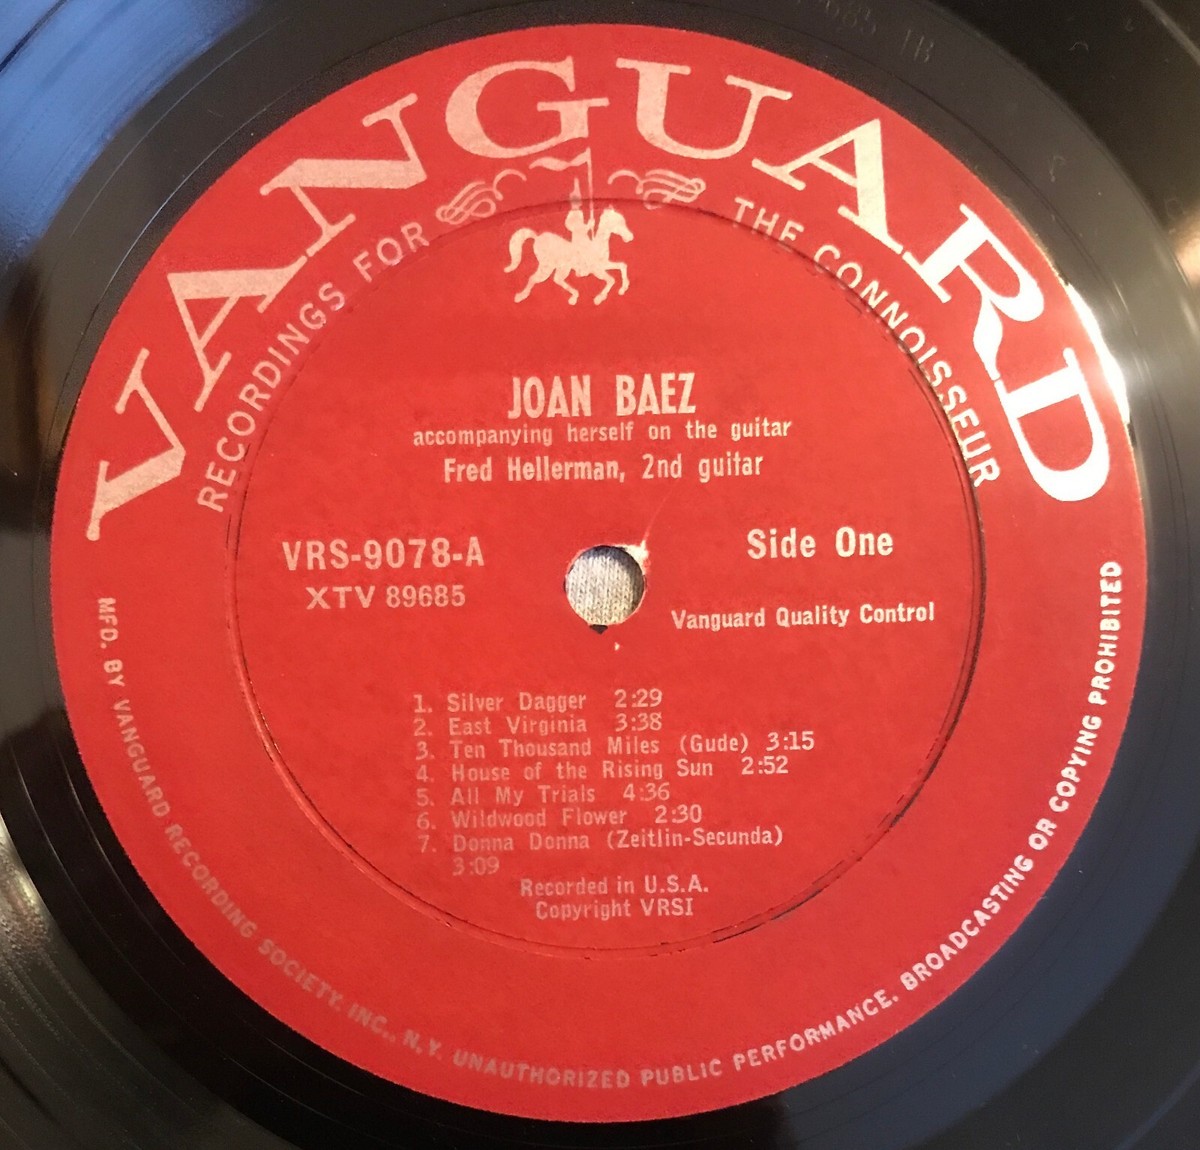 VANGUARD
RECORDINGS FOR THE CONNOISSEUR
JOAN BAEZ
accompanying herself on the guitar
Fred Hellerman, 2nd guitar
VRS-9078-A
XTV 89685
Side One
Vanguard Quality Control
1. Silver Dagger 2:29
2. East Virginia 3:38
3. Ten Thousand Miles (Gude) 3:15
4. House of the Rising Sun 2:52
5. All My Trials 4:36
6. Wildwood Flower 2:30
7. Donna Donna (Zeitlin-Secunda)
3:09
Recorded in U.S.A.
Copyright VRSI
MFD. BY VANGUARD RECORDING SOCIETY, INC., N.Y. UNAUTHORIZED PUBLIC PERFORMANCE, BROADCASTING OR COPYING PROHIBITED